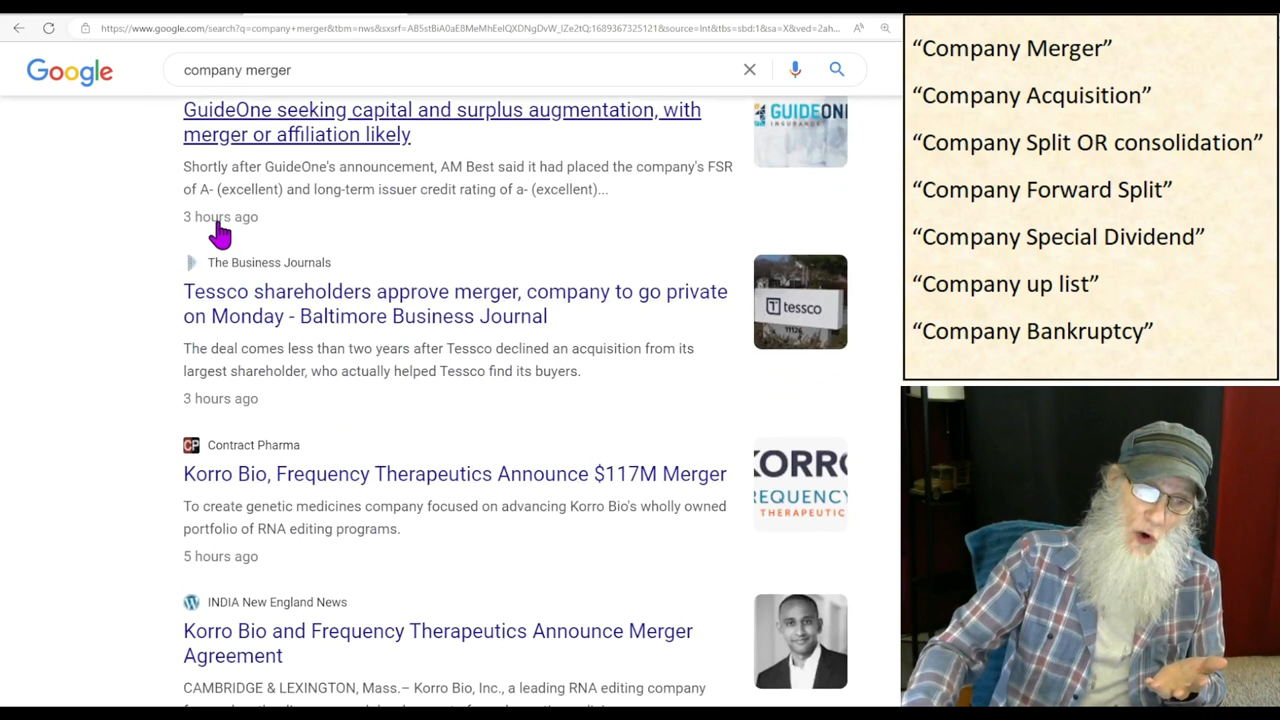 https://www.google.com/search?q=company+merger&tbm=nws&sxsrf=AB5stBiA0aE8MeMhEeIQXDNgDvW_IZe2tQ:1689367325121&source=lnt&tbs=sbd:1&sa=X&ved=2ah...
Google
company merger
GuideOne seeking capital and surplus augmentation, with
merger or affiliation likely
Shortly after GuideOne's announcement, AM Best said it had placed the company's FSR
of A- (excellent) and long-term issuer credit rating of a- (excellent)...
3 hours ago
GUIDEON
INSURANCE
The Business Journals
Tessco shareholders approve merger, company to go private
on Monday - Baltimore Business Journal
The deal comes less than two years after Tessco declined an acquisition from its
largest shareholder, who actually helped Tessco find its buyers.
3 hours ago
tessco
11126
CP
Contract Pharma
Korro Bio, Frequency Therapeutics Announce $117M Merger
To create genetic medicines company focused on advancing Korro Bio's wholly owned
portfolio of RNA editing programs.
5 hours ago
KORRO
REQUENCY
THERAPEUTIC
INDIA New England News
Korro Bio and Frequency Therapeutics Announce Merger
Agreement
CAMBRIDGE & LEXINGTON, Mass.– Korro Bio, Inc., a leading RNA editing company
“Company Merger”
“Company Acquisition”
“Company Split OR consolidation”
“Company Forward Split”
“Company Special Dividend”
“Company up list”
“Company Bankruptcy”